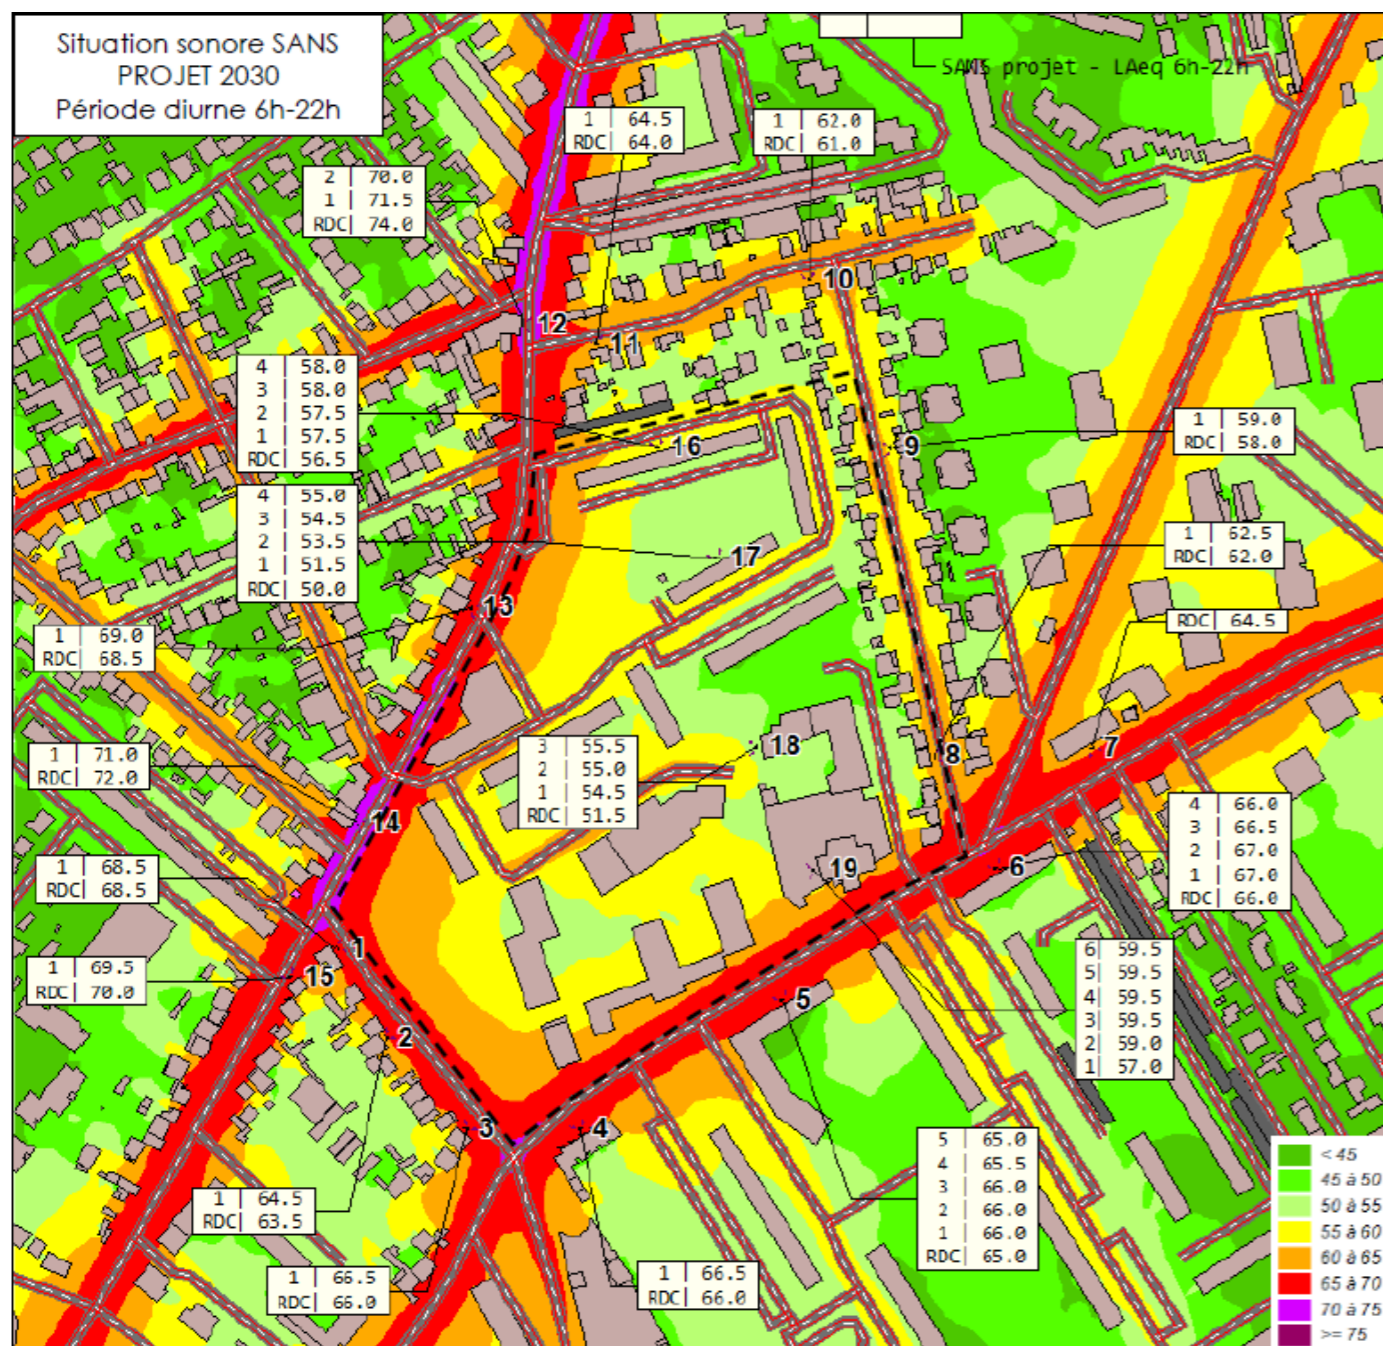 Situation sonore SANS
PROJET 2030
Période diurne 6h-22h
SANS projet - LAeq 6h-22h
1 | 64.5
RDC| 64.0
1 | 62.0
RDC| 61.0
2 | 70.0
1 | 71.5
RDC| 74.0
10
12
11
4 | 58.0
3 | 58.0
2 | 57.5
1 | 57.5
RDC| 56.5
16
9
1 | 59.0
RDC| 58.0
4 | 55.0
3 | 54.5
2 | 53.5
1 | 51.5
RDC| 50.0
17
1 | 62.5
RDC| 62.0
13
RDC| 64.5
1 | 69.0
RDC| 68.5
1 | 71.0
RDC| 72.0
3 | 55.5
2 | 55.0
1 | 54.5
RDC| 51.5
18
8
7
14
4 | 66.0
3 | 66.5
2 | 67.0
1 | 67.0
RDC| 66.0
1 | 68.5
RDC| 68.5
19
6
1
1 | 69.5
RDC| 70.0
15
6| 59.5
5| 59.5
4| 59.5
3| 59.5
2| 59.0
1| 57.0
5
2
3
4
5 | 65.0
4 | 65.5
3 | 66.0
2 | 66.0
1 | 66.0
RDC| 65.0
1 | 64.5
RDC| 63.5
1 | 66.5
RDC| 66.0
1 | 66.5
RDC| 66.0
< 45
45 à 50
50 à 55
55 à 60
60 à 65
65 à 70
70 à 75
>= 75